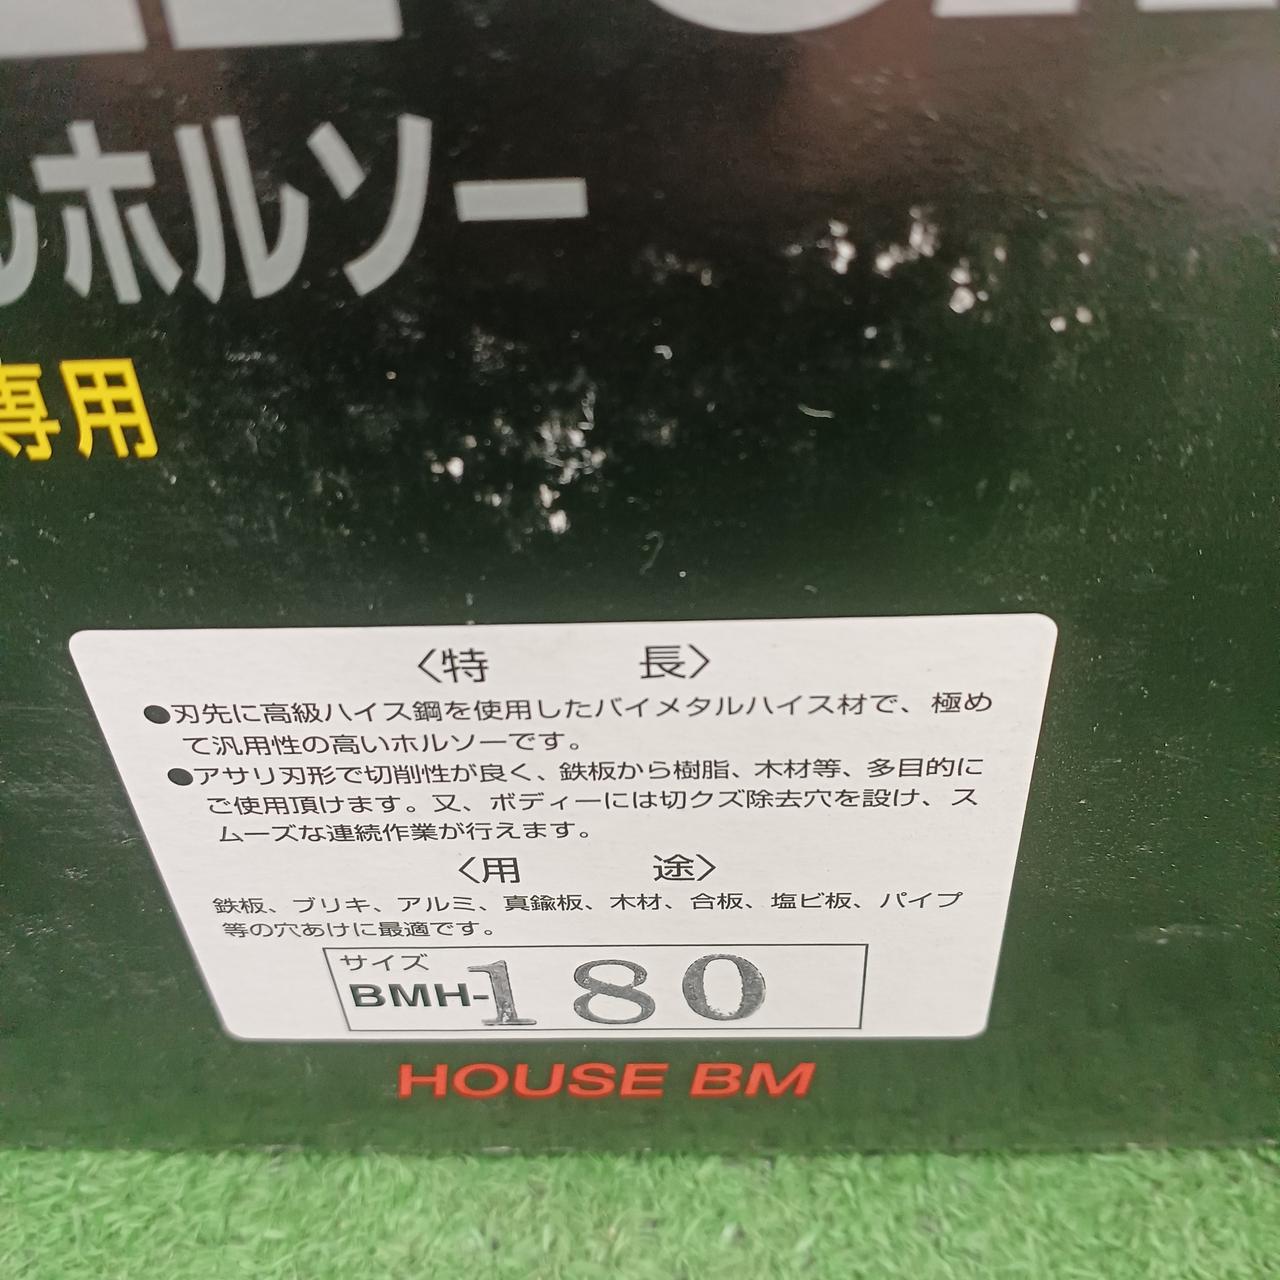 ルホルソー
専用
〈特 長〉
●刃先に高級ハイス鋼を使用したバイメタルハイス材で、極め
て汎用性の高いホルソーです。
●アサリ刃形で切削性が良く、鉄板から樹脂、木材等、多目的に
ご使用頂けます。又、ボディーには切クズ除去穴を設け、ス
ムーズな連続作業が行えます。
〈用 途〉
鉄板、ブリキ、アルミ、真鍮板、木材、合板、塩ビ板、パイプ
等の穴あけに最適です。
サイズ
BMH-180
HOUSE BM